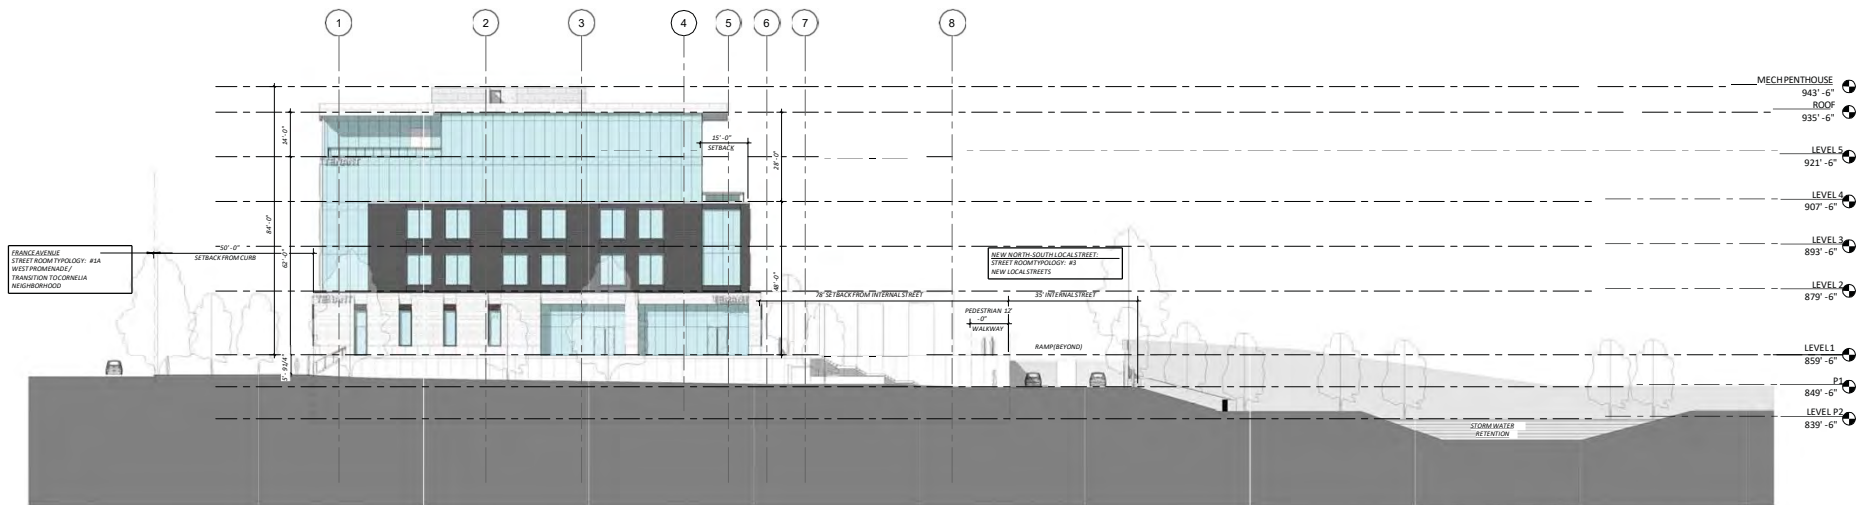 1 2 3 4 5 6 7 8
MECH PENTHOUSE
943' -6"
ROOF
935' -6"
LEVEL 5
921' -6"
LEVEL 4
907' -6"
LEVEL 3
893' -6"
LEVEL 2
879' -6"
LEVEL 1
859' -6"
P1
849' -6"
LEVEL P2
839' -6"
14'-0"
84'-0"
62'-0"
5' - 9 1/4"
15'-0"
SETBACK
28'-0"
48'-0"
FRANCE AVENUE
STREET ROOM TYPOLOGY: #1A
WEST PROMENADE /
TRANSITION TO CORNELIA
NEIGHBORHOOD
50'-0"
SETBACK FROM CURB
NEW NORTH-SOUTH LOCAL STREET:
STREET ROOM TYPOLOGY: #3
NEW LOCAL STREETS
78' SETBACK FROM INTERNAL STREET
35' INTERNAL STREET
PEDESTRIAN 12'
-0"
WALKWAY
RAMP (BEYOND)
STORM WATER
RETENTION